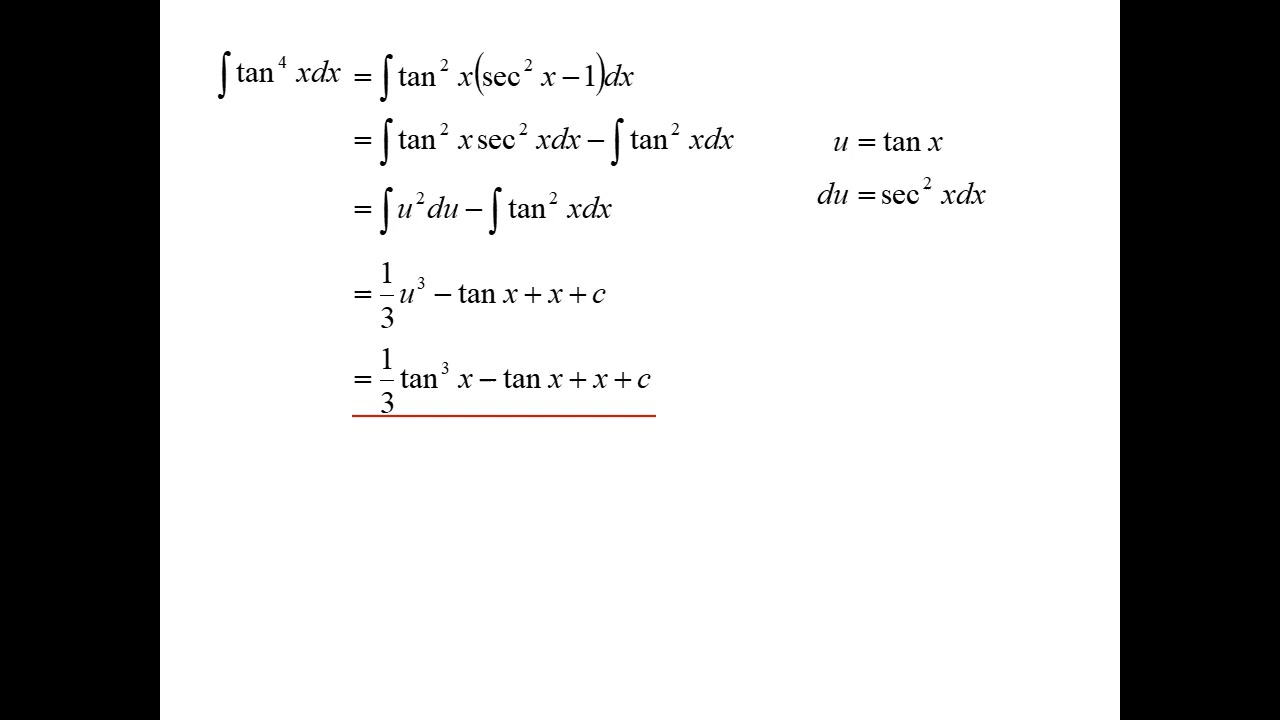 ∫ tan⁴ xdx = ∫ tan² x(sec² x − 1)dx
= ∫ tan² x sec² xdx − ∫ tan² xdx
u = tan x
= ∫ u² du − ∫ tan² xdx
du = sec² xdx
= 1/3 u³ − tan x + x + c
= 1/3 tan³ x − tan x + x + c